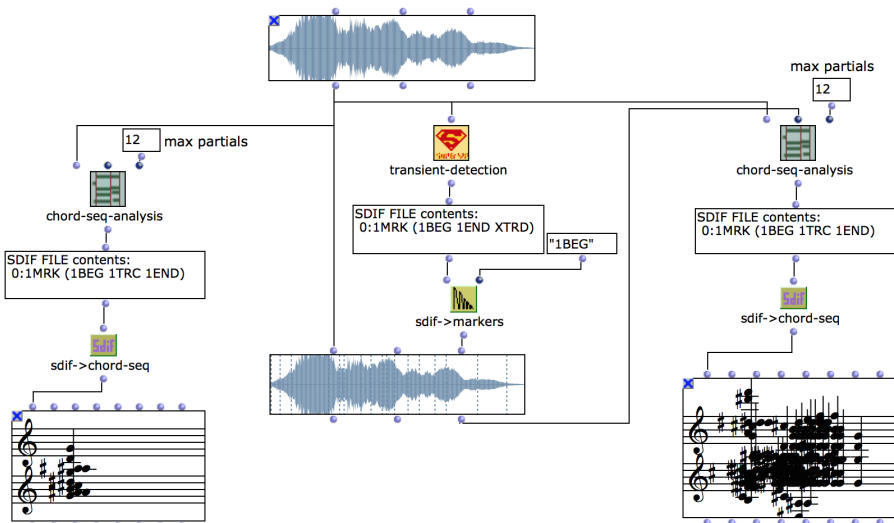 max partials
12
12
max partials
transient-detection
chord-seq-analysis
chord-seq-analysis
SDIF FILE contents:
0:1MRK (1BEG 1END XTRD)
SDIF FILE contents:
0:1MRK (1BEG 1TRC 1END)
"1BEG"
SDIF FILE contents:
0:1MRK (1BEG 1TRC 1END)
Sdif
sdif->markers
sdif->chord-seq
Sdif
sdif->chord-seq